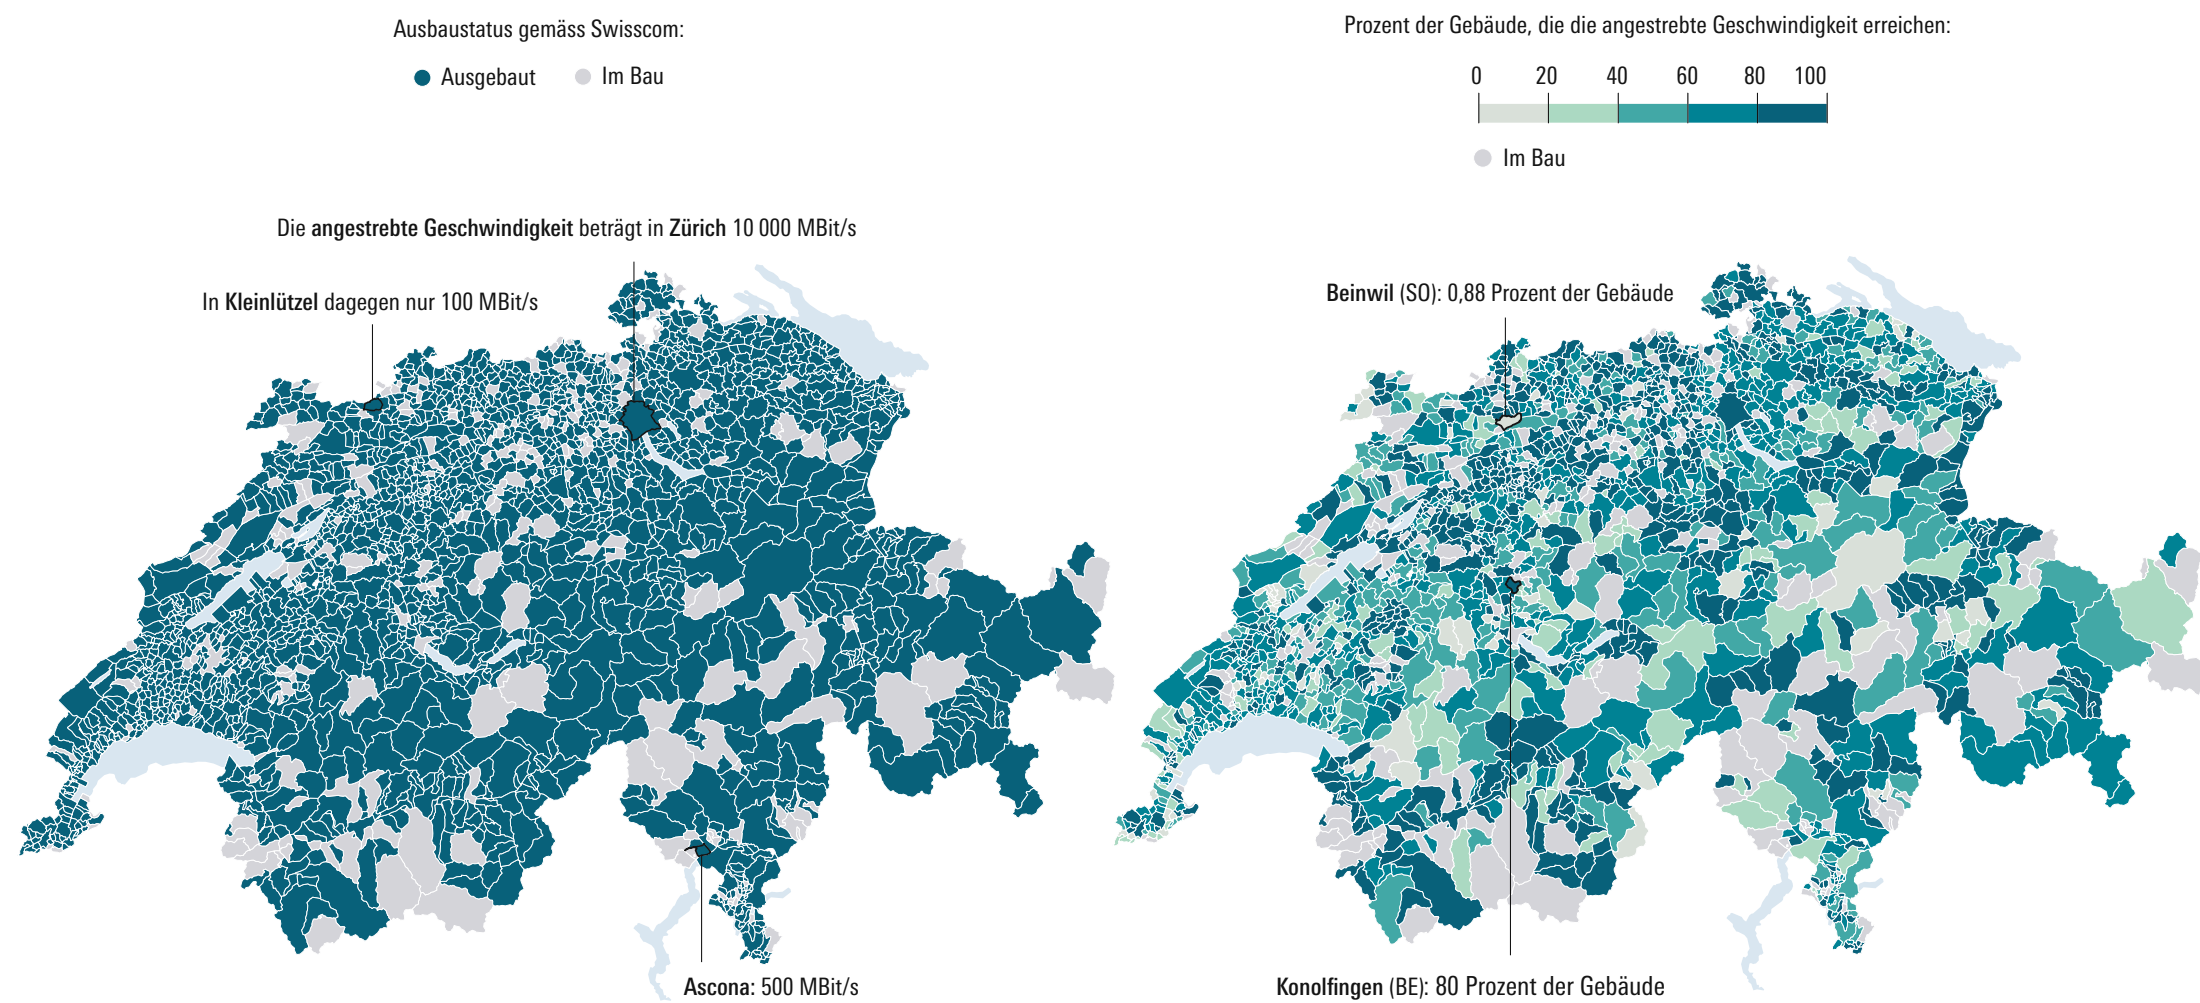 Ausbaustatus gemäss Swisscom:
Ausgebaut Im Bau
Die angestrebte Geschwindigkeit beträgt in Zürich 10 000 MBit/s
In Kleinlützel dagegen nur 100 MBit/s
Ascona: 500 MBit/s
Prozent der Gebäude, die die angestrebte Geschwindigkeit erreichen:
0 20 40 60 80 100
Im Bau
Beinwil (SO): 0,88 Prozent der Gebäude
Konolfingen (BE): 80 Prozent der Gebäude